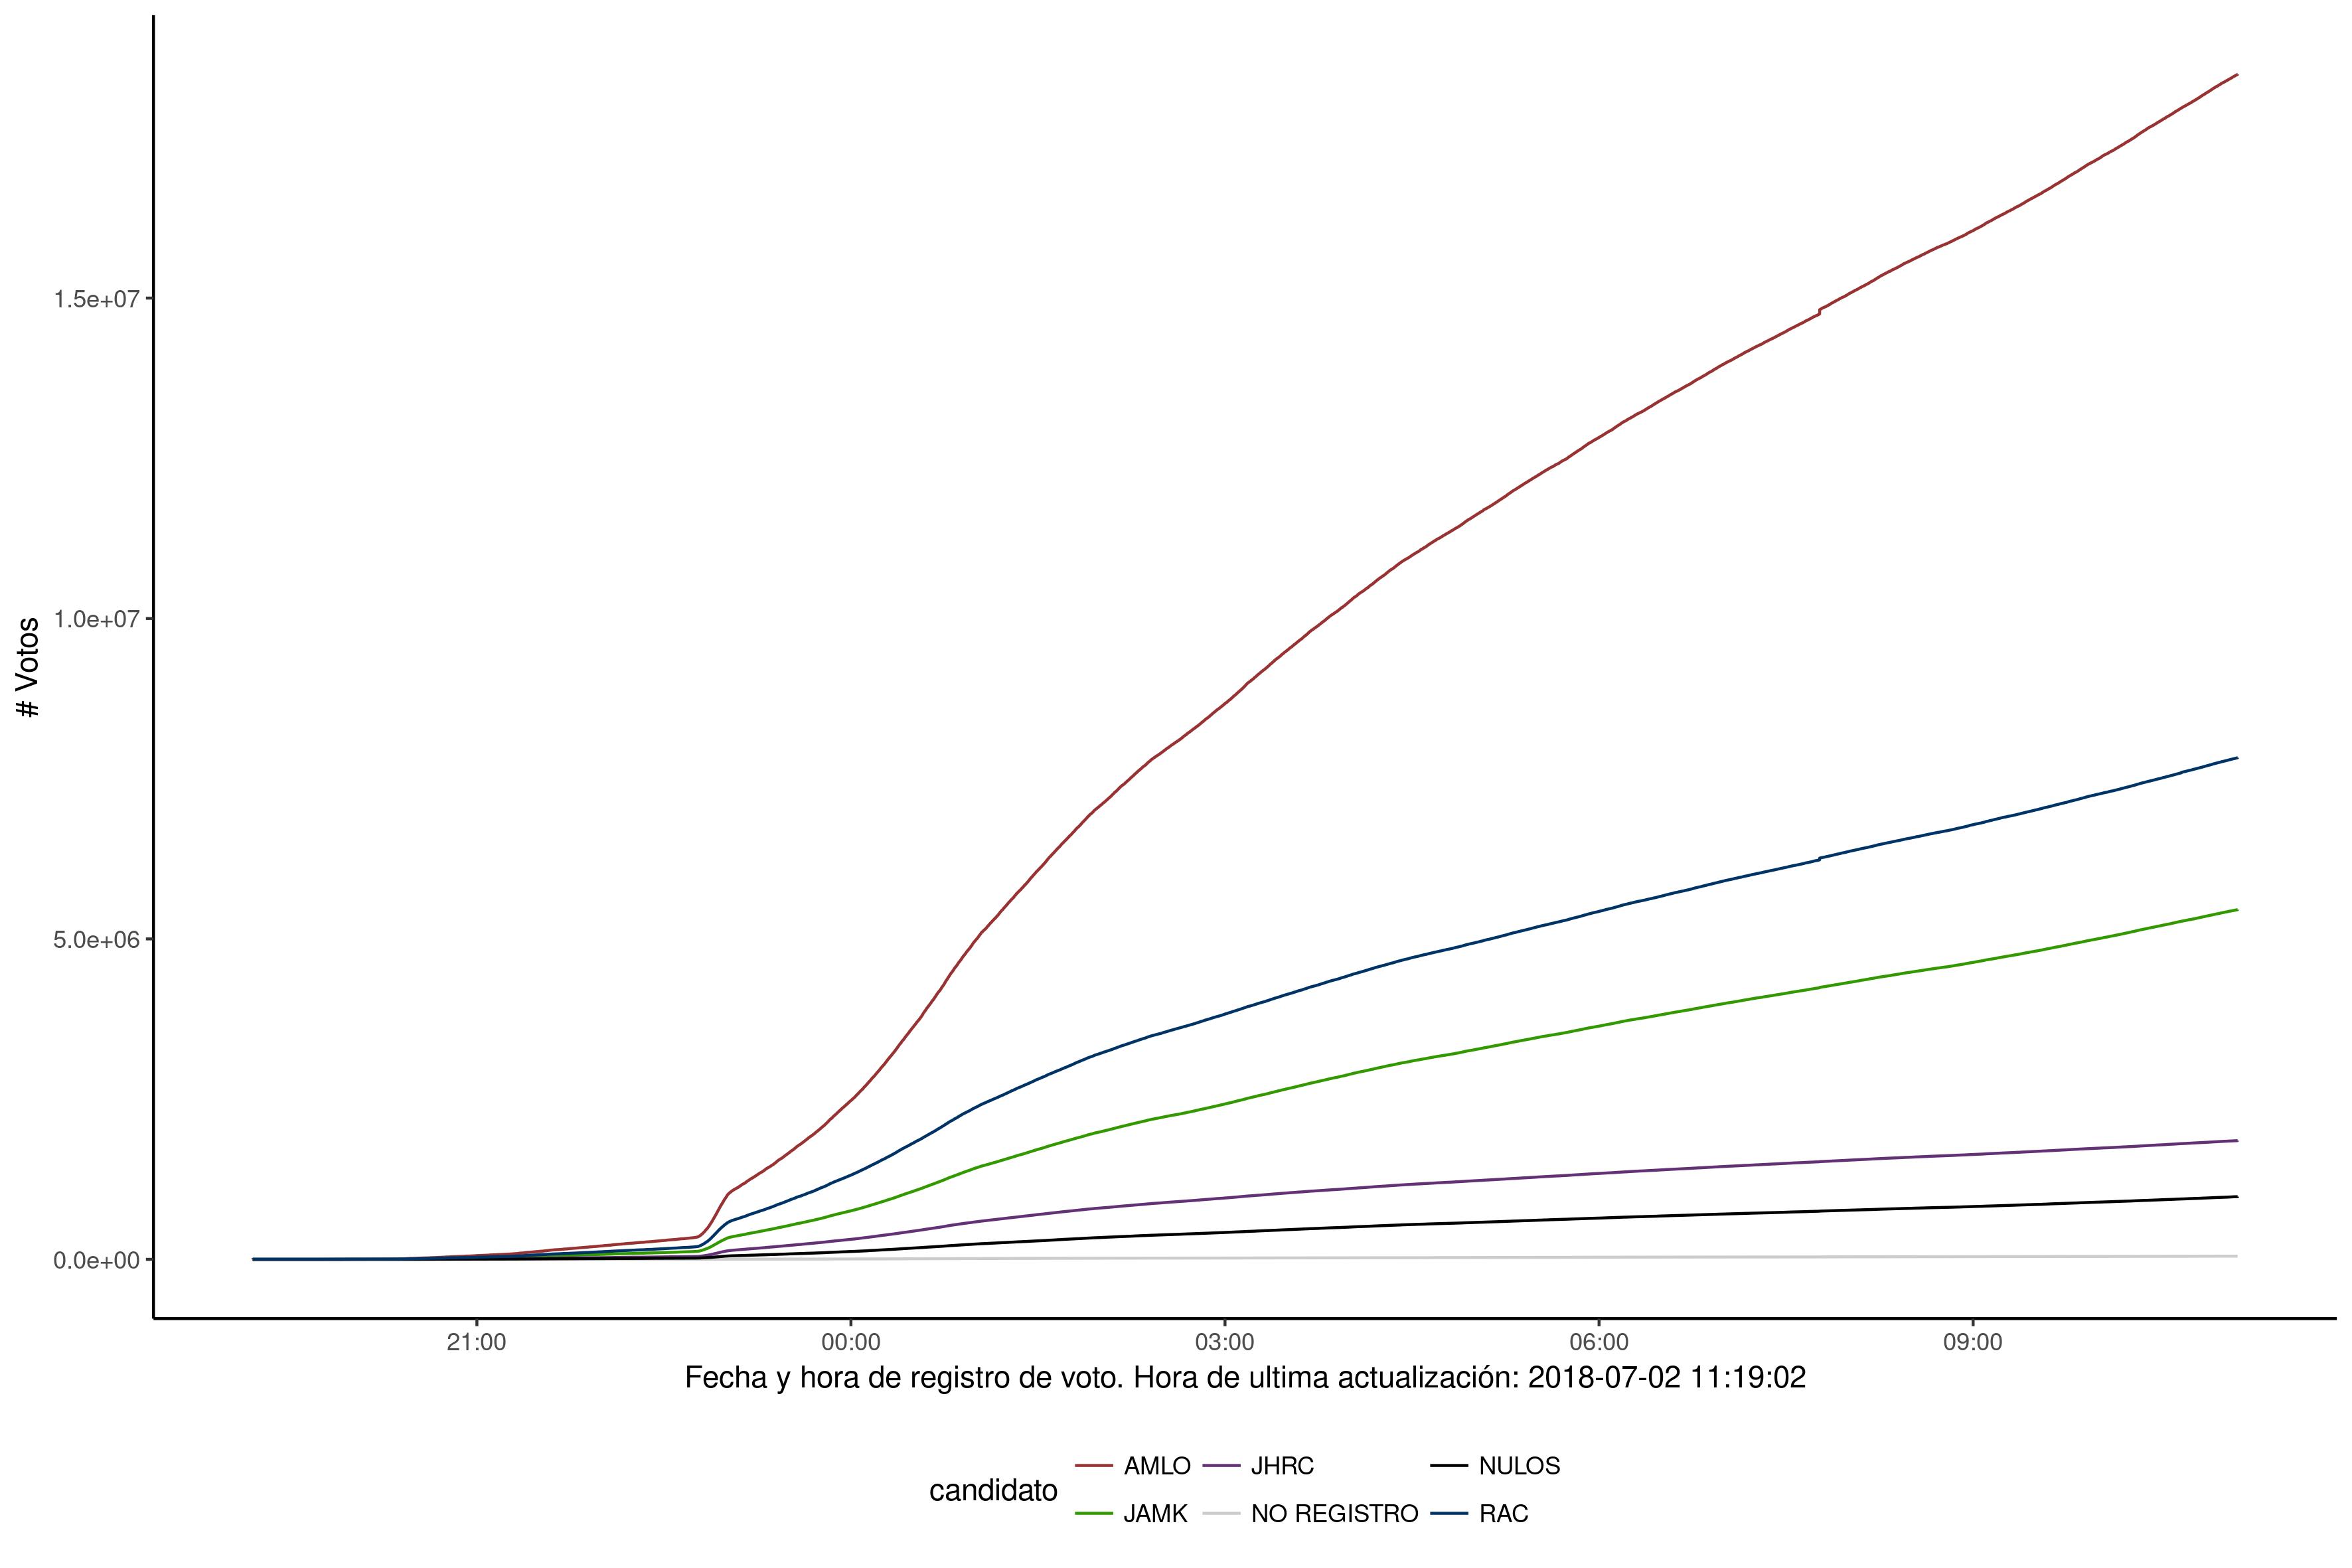 # Votos
1.5e+07
1.0e+07
5.0e+06
0.0e+00
21:00 00:00 03:00 06:00 09:00
Fecha y hora de registro de voto. Hora de ultima actualización: 2018-07-02 11:19:02
candidato
AMLO JHRC NULOS
JAMK NO REGISTRO RAC